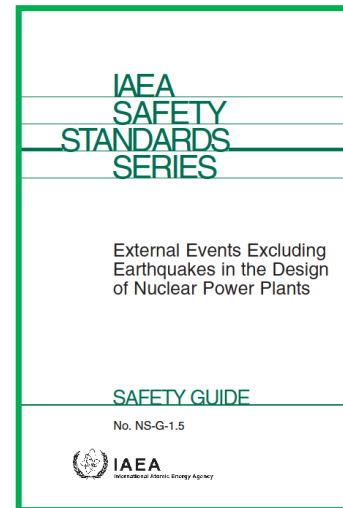 IAEA
SAFETY
STANDARDS
SERIES
External Events Excluding
Earthquakes in the Design
of Nuclear Power Plants
SAFETY GUIDE
No. NS-G-1.5
IAEA
International Atomic Energy Agency